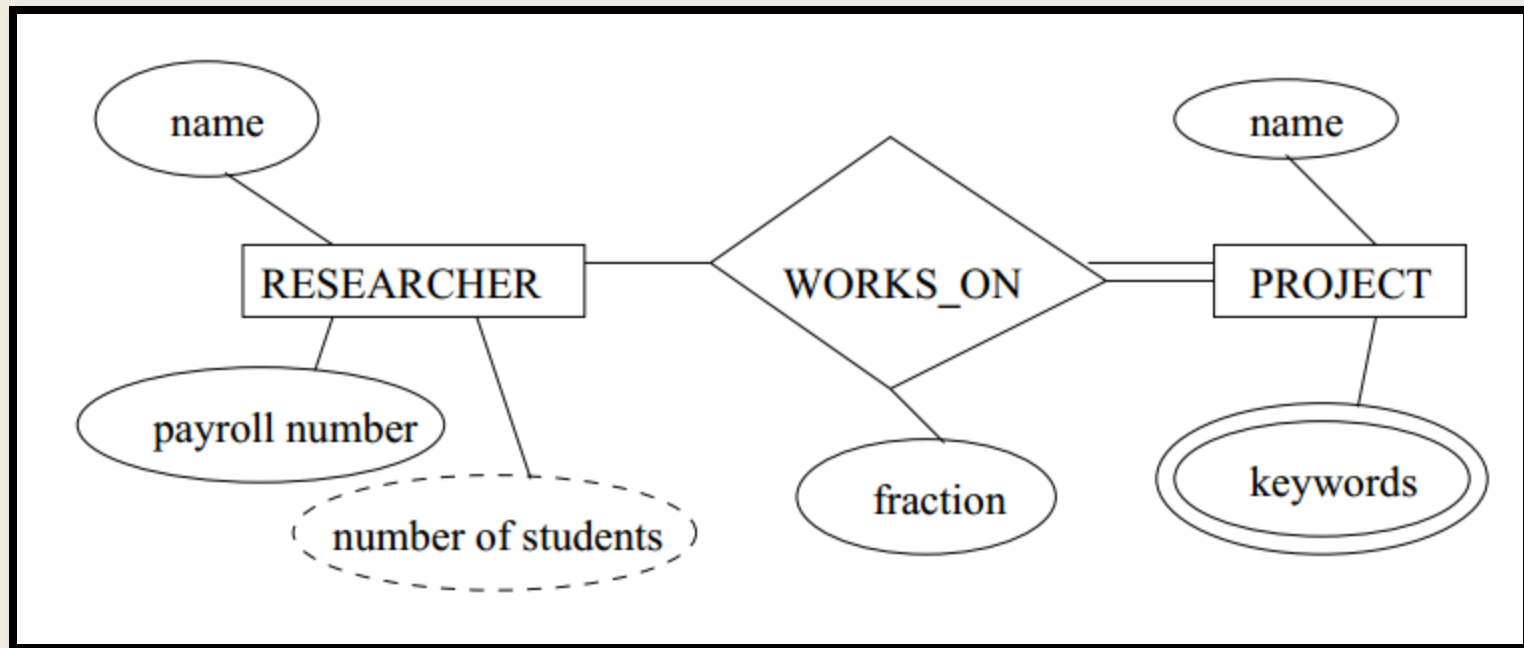 name
name
RESEARCHER
WORKS_ON
PROJECT
payroll number
keywords
fraction
number of students